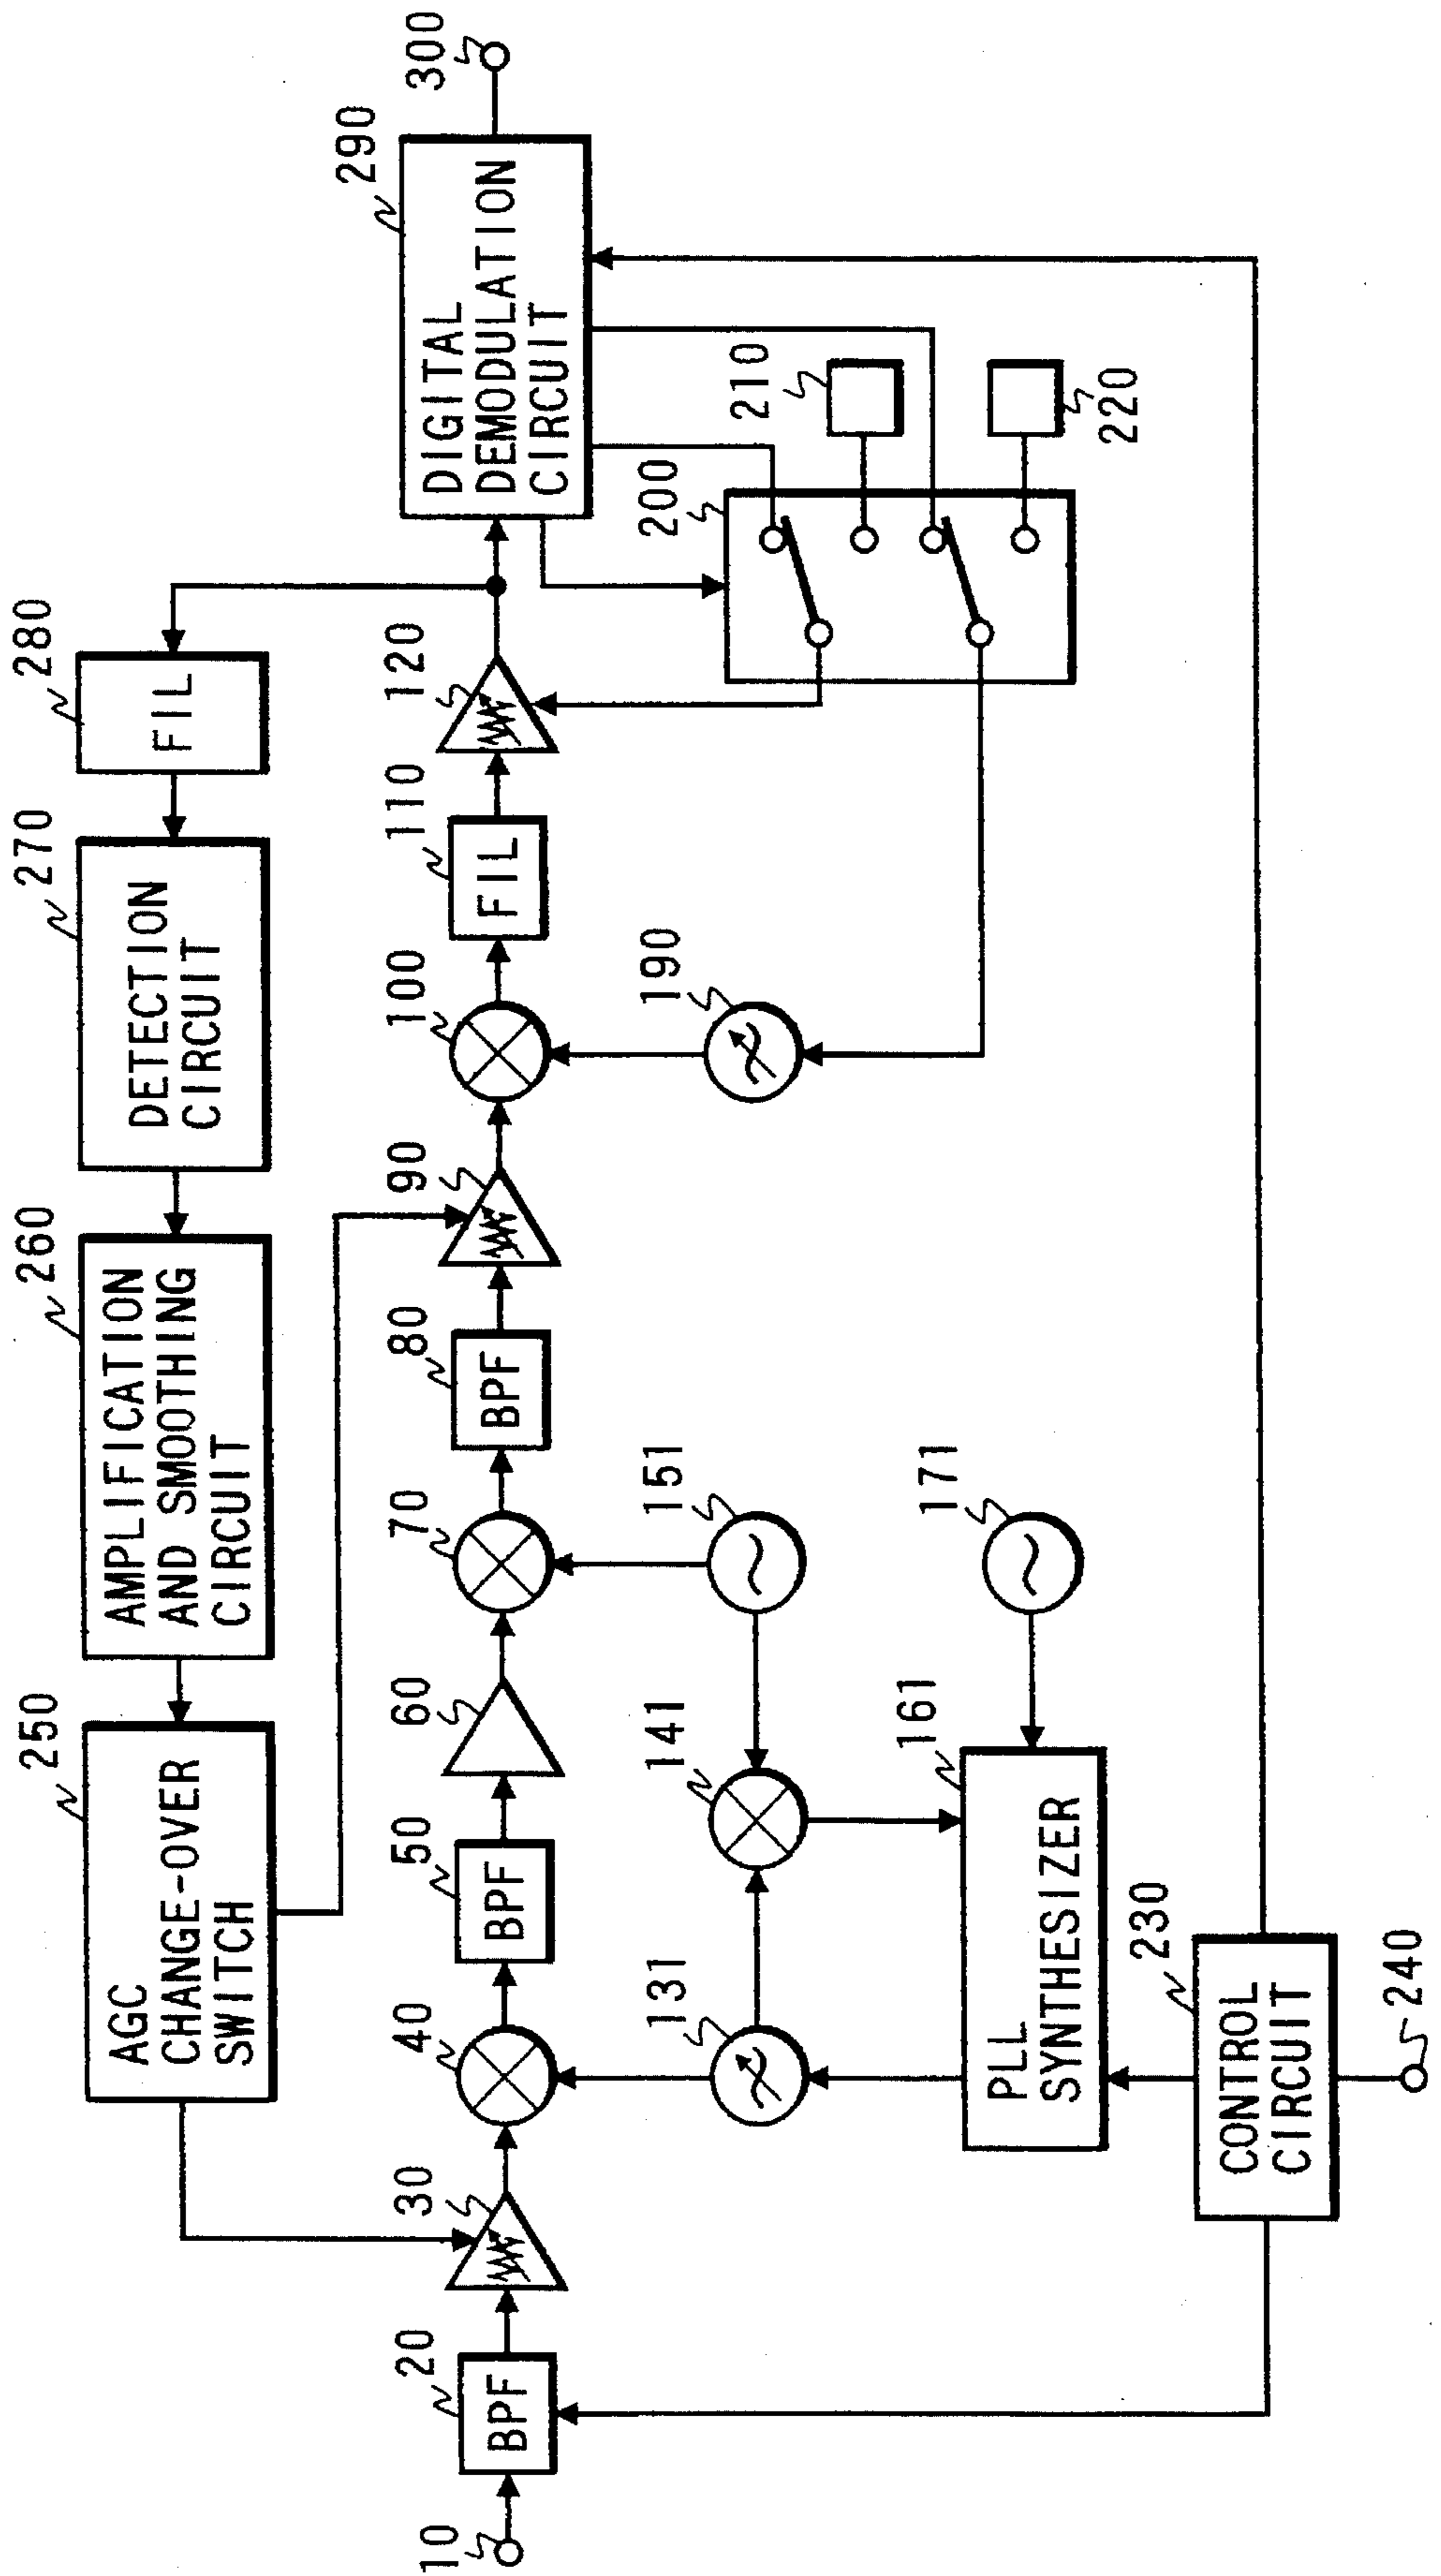 250
AGC
CHANGE-OVER
SWITCH
260
AMPLIFICATION
AND SMOOTHING
CIRCUIT
270
DETECTION
CIRCUIT
280
FIL
290
DIGITAL
DEMODULATION
CIRCUIT
300
10
20
BPF
30
40
50
BPF
60
70
80
BPF
90
100
110
FIL
120
131
141
151
190
200
210
220
161
PLL
SYNTHESIZER
171
230
CONTROL
CIRCUIT
240